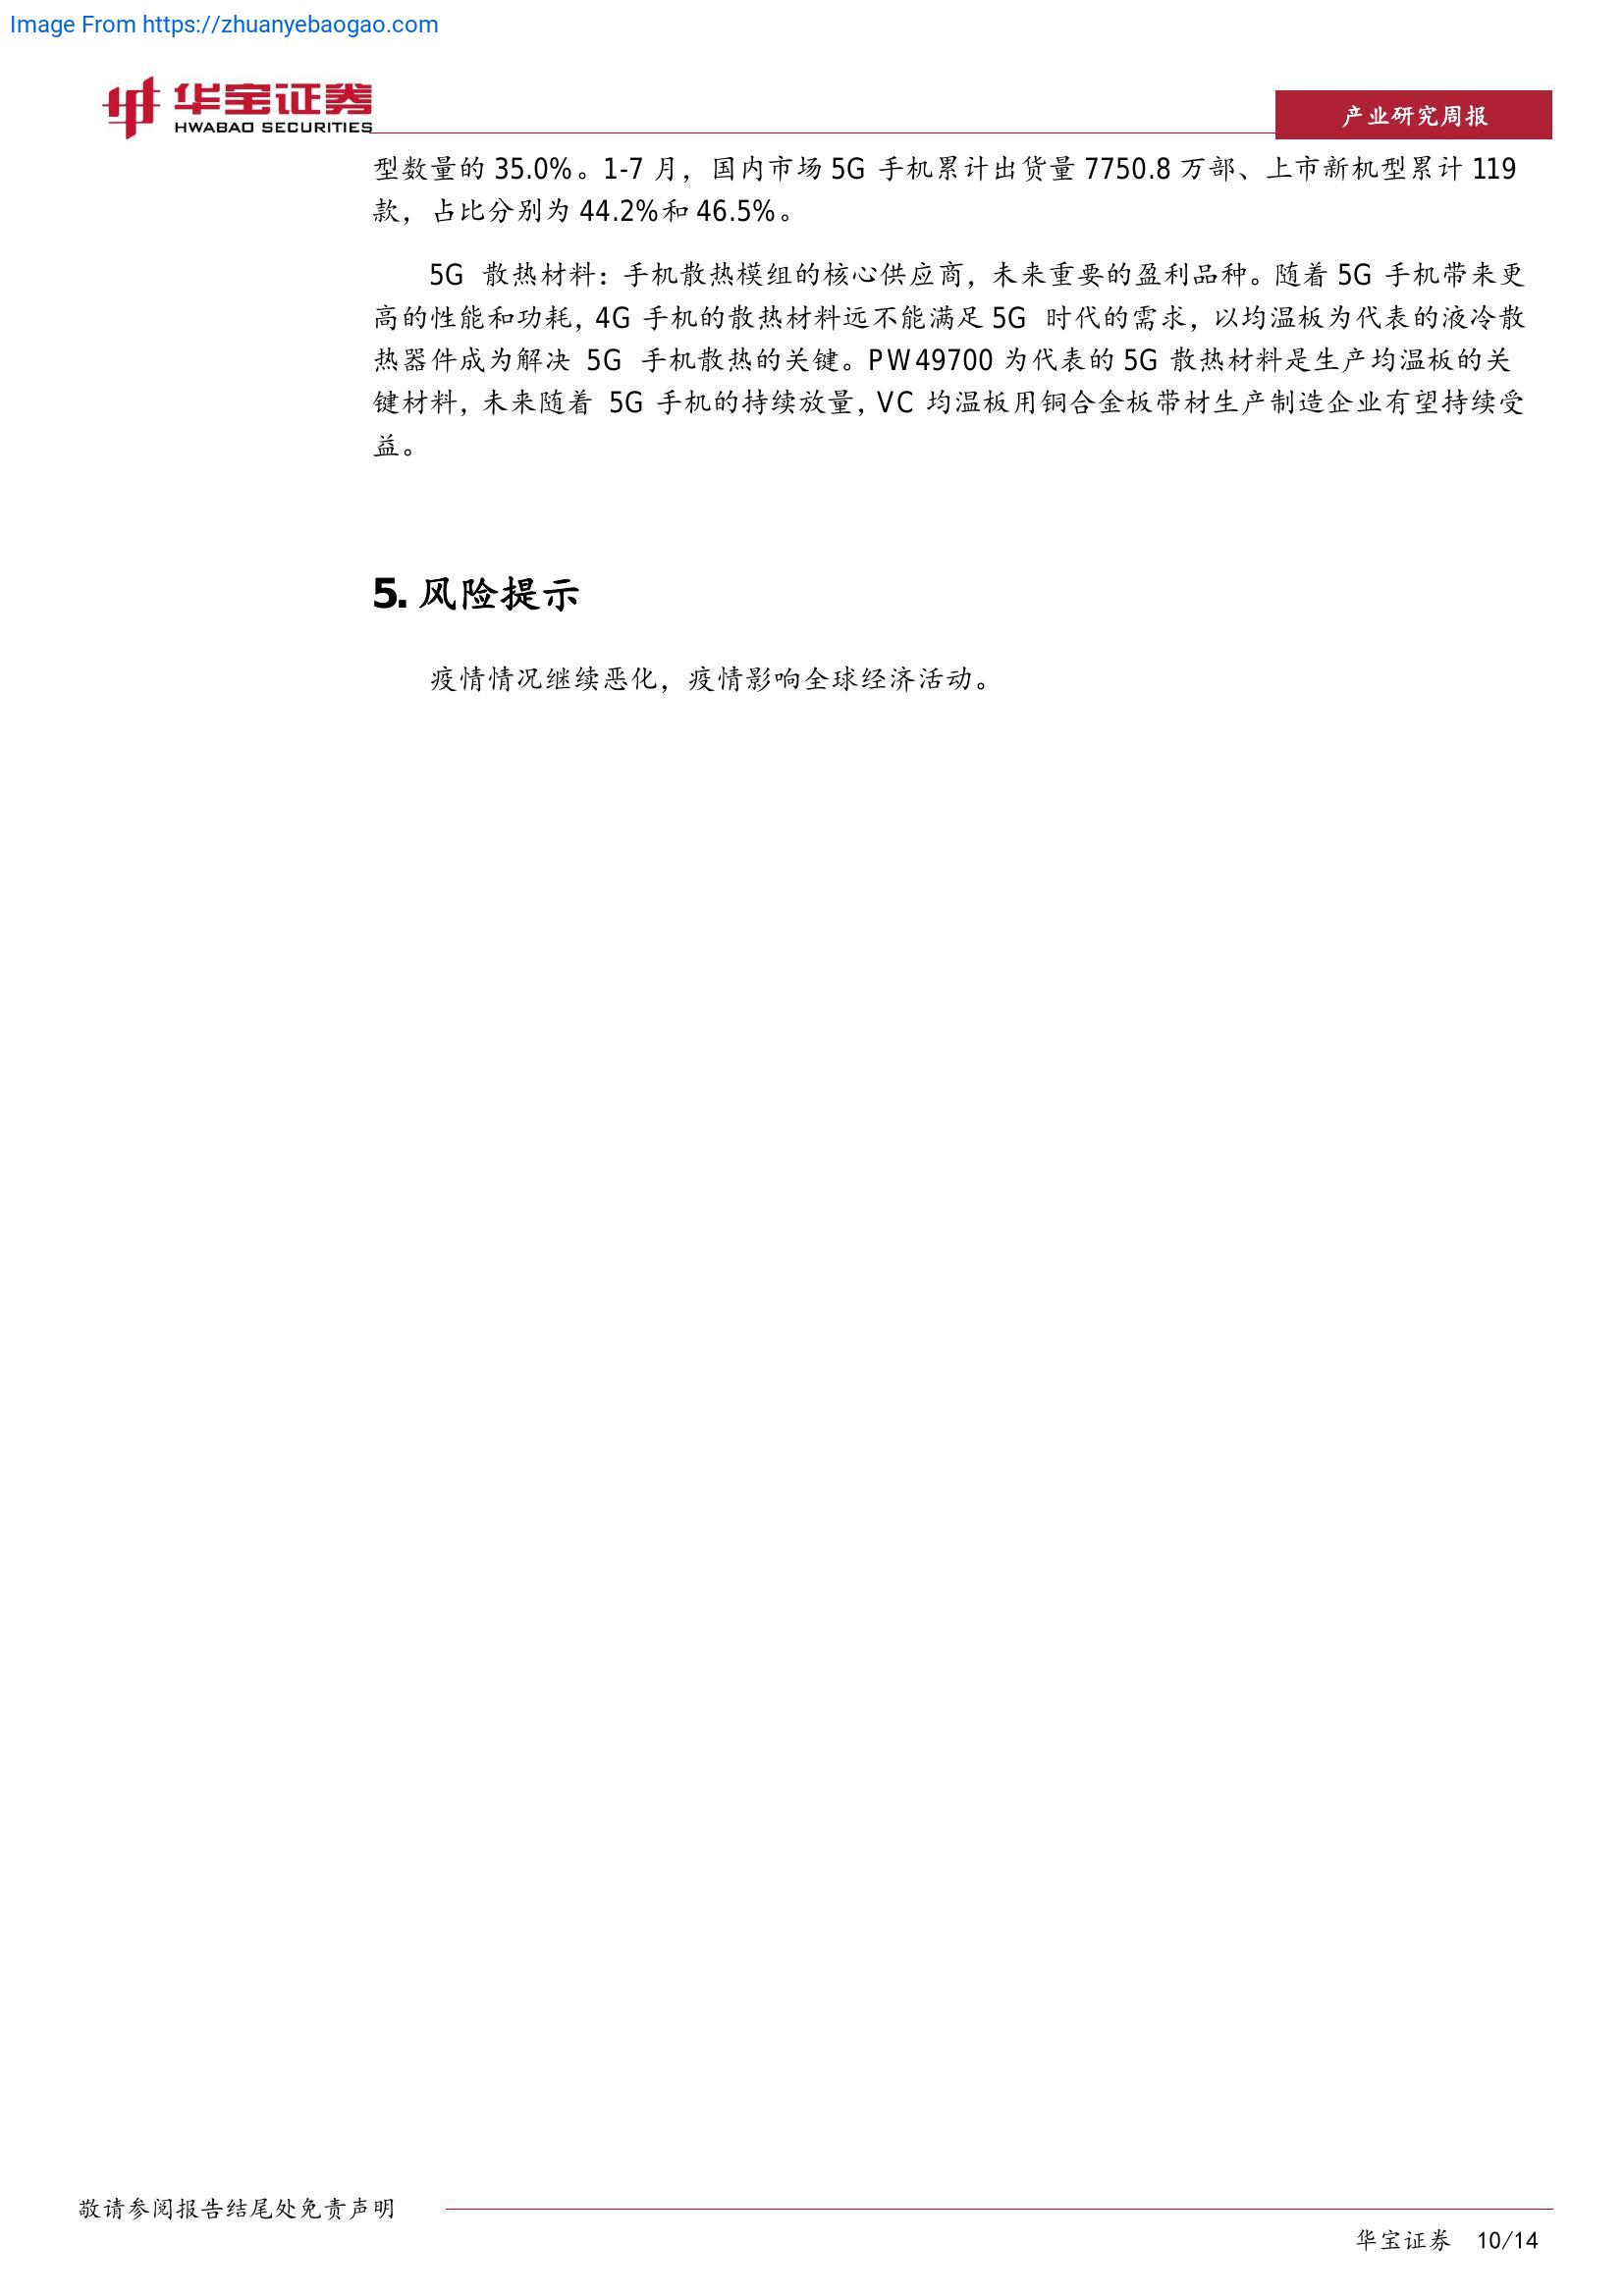 Image From https://zhuanyebaogao.com
华宝证券
HWABAO SECURITIES
产业研究周报
型数量的 35.0%。1-7 月，国内市场 5G 手机累计出货量 7750.8 万部、上市新机型累计 119
款，占比分别为 44.2%和 46.5%。
5G 散热材料：手机散热模组的核心供应商，未来重要的盈利品种。随着 5G 手机带来更
高的性能和功耗，4G 手机的散热材料远不能满足 5G 时代的需求，以均温板为代表的液冷散
热器件成为解决 5G 手机散热的关键。PW49700 为代表的 5G 散热材料是生产均温板的关
键材料，未来随着 5G 手机的持续放量，VC 均温板用铜合金板带材生产制造企业有望持续受
益。
5. 风险提示
疫情情况继续恶化，疫情影响全球经济活动。
敬请参阅报告结尾处免责声明
华宝证券 10/14